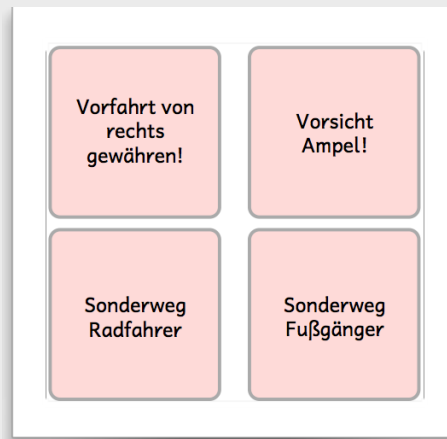 Vorfahrt von
rechts
gewähren!
Vorsicht
Ampel!
Sonderweg
Radfahrer
Sonderweg
Fußgänger